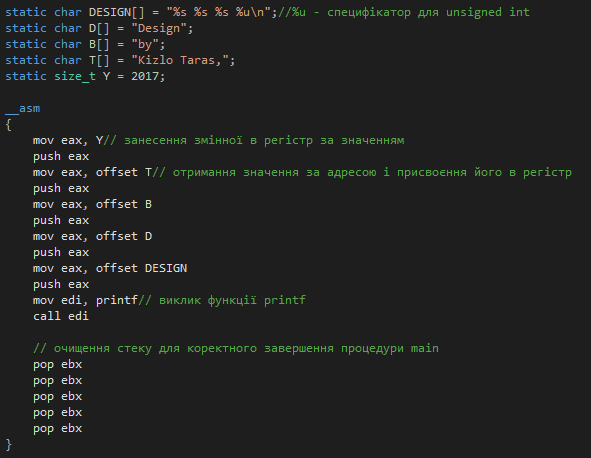 static char DESIGN[] = "%s %s %s %u\n";//%u - специфікатор для unsigned int
static char D[] = "Design";
static char B[] = "by";
static char T[] = "Kizlo Taras,";
static size_t Y = 2017;
__asm
{
mov eax, Y// занесення змінної в регістр за значенням
push eax
mov eax, offset T// отримання значення за адресою і присвоєння його в регістр
push eax
mov eax, offset B
push eax
mov eax, offset D
push eax
mov eax, offset DESIGN
push eax
mov edi, printf// виклик функції printf
call edi
// очищення стеку для коректного завершення процедури main
pop ebx
pop ebx
pop ebx
pop ebx
pop ebx
}